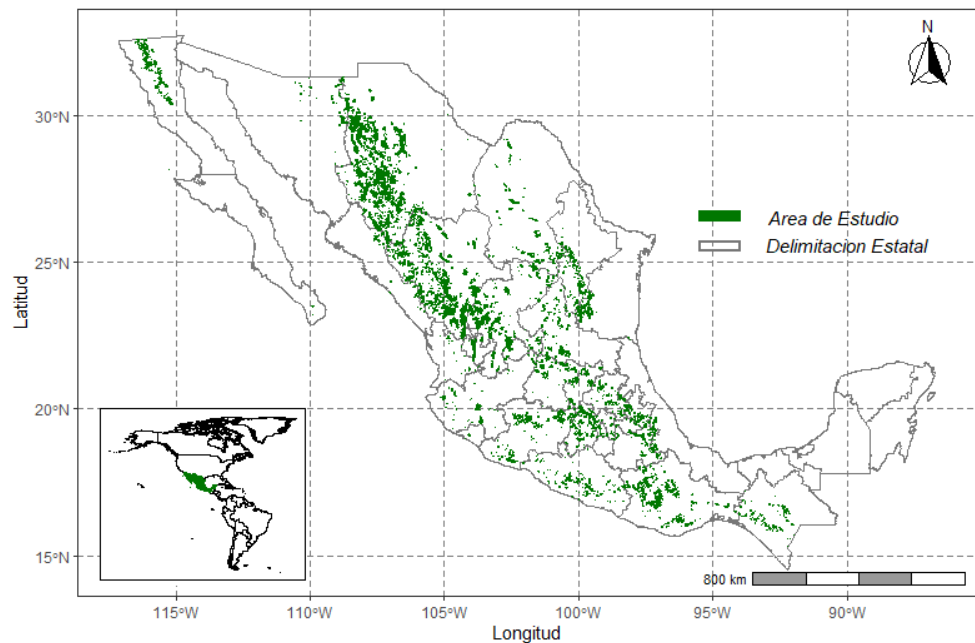 N
30°N
25°N
20°N
15°N
Latitud
Area de Estudio
Delimitacion Estatal
800 km
115°W
110°W
105°W
100°W
95°W
90°W
Longitud